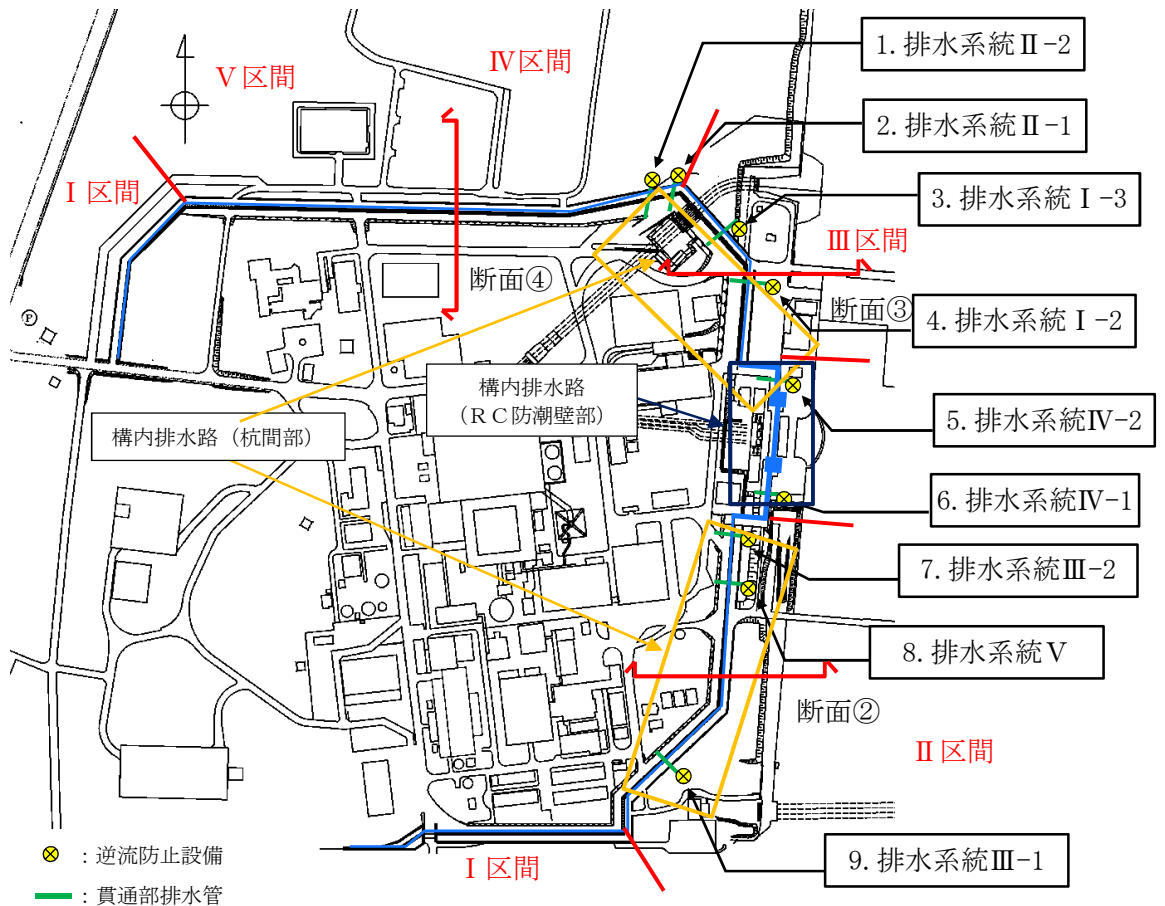 1.排水系統Ⅱ-2
Ⅳ区間
Ⅴ区間
2.排水系統Ⅱ-1
Ⅰ区間
3.排水系統Ⅰ-3
Ⅲ区間
断面④
断面③
4.排水系統Ⅰ-2
P
構内排水路
(RC防潮壁部)
5.排水系統Ⅳ-2
構内排水路(杭間部)
6.排水系統Ⅳ-1
7.排水系統Ⅲ-2
8.排水系統Ⅴ
断面②
Ⅱ区間
:逆流防止設備
Ⅰ区間
9.排水系統Ⅲ-1
:貫通部排水管